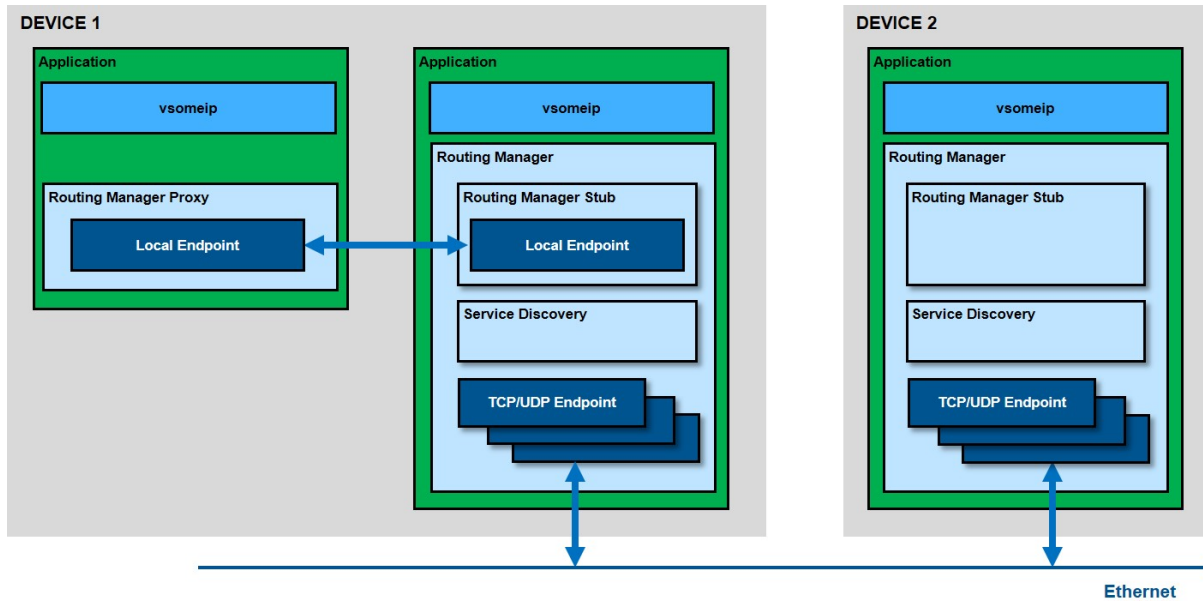 DEVICE 1
Application
vsomeip
Routing Manager Proxy
Local Endpoint
Application
vsomeip
Routing Manager
Routing Manager Stub
Local Endpoint
Service Discovery
TCP/UDP Endpoint
DEVICE 2
Application
vsomeip
Routing Manager
Routing Manager Stub
Service Discovery
TCP/UDP Endpoint
Ethernet